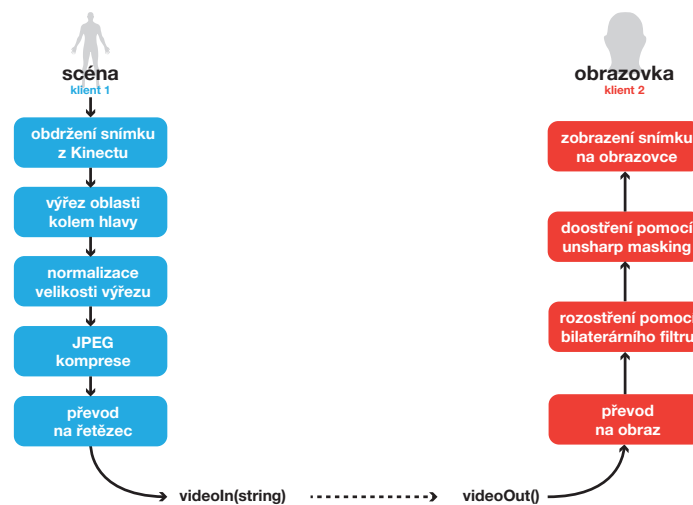 scéna
klient 1
obdržení snímku
z Kinectu
výřez oblasti
kolem hlavy
normalizace
velikosti výřezu
JPEG
komprese
převod
na řetězec
videoIn(string)
videoOut()
převod
na obraz
rozostření pomocí
bilaterárního filtru
doostření pomocí
unsharp masking
zobrazení snímku
na obrazovce
obrazovka
klient 2